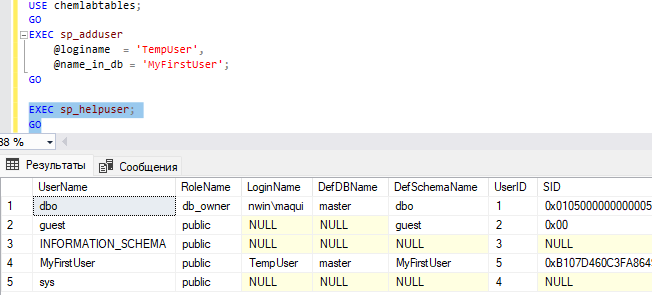 USE chemlabtables;
GO
EXEC sp_adduser
@loginame = 'TempUser',
@name_in_db = 'MyFirstUser';
GO
EXEC sp_helpuser;
GO
88 %
Результаты Сообщения
UserName RoleName LoginName DefDBName DefSchemaName UserID SID
1 dbo db_owner nwin\maqui master dbo 1 0x0105000000000005
2 guest public NULL NULL guest 2 0x00
3 INFORMATION_SCHEMA public NULL NULL NULL 3 NULL
4 MyFirstUser public TempUser master MyFirstUser 5 0xB107D460C3FA864
5 sys public NULL NULL NULL 4 NULL